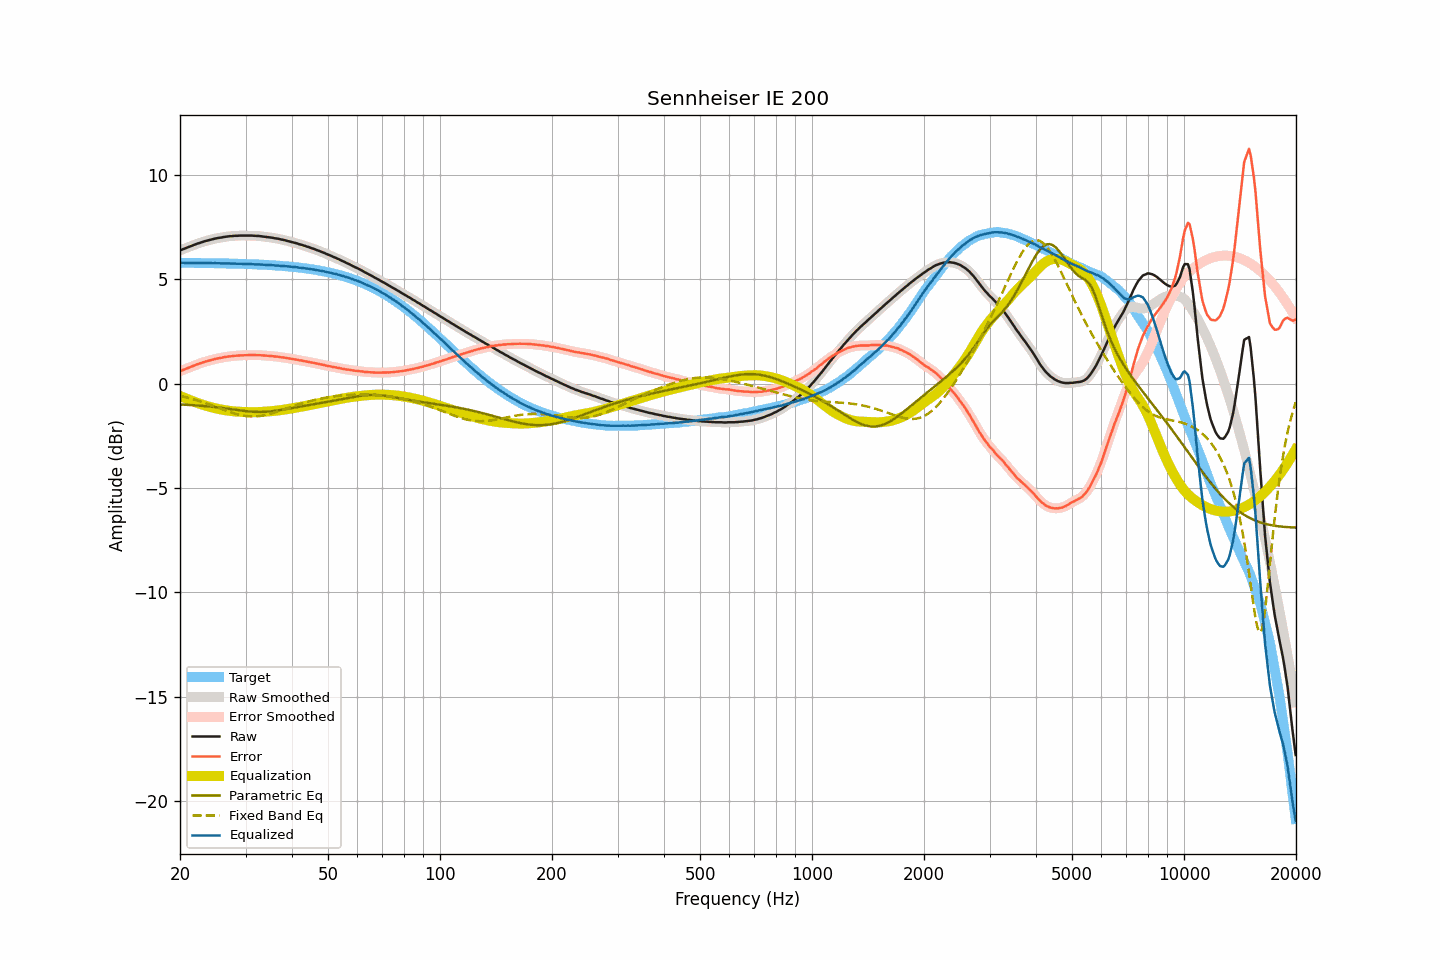 Sennheiser IE 200
Amplitude (dBr)
10
5
0
−5
−10
−15
−20
Target
Raw Smoothed
Error Smoothed
Raw
Error
Equalization
Parametric Eq
Fixed Band Eq
Equalized
20 50 100 200 500 1000 2000 5000 10000 20000
Frequency (Hz)